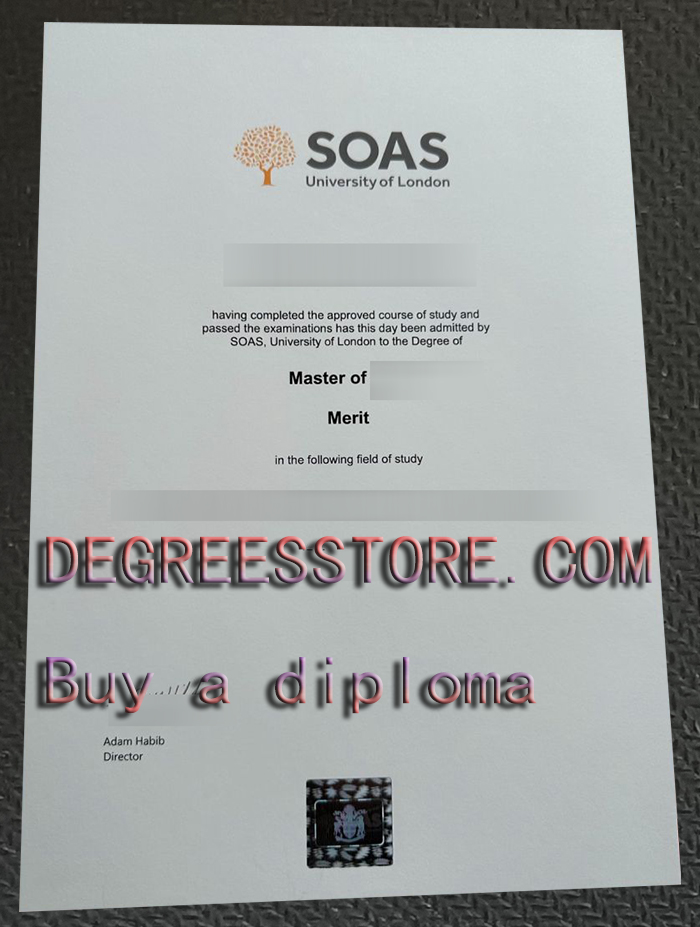 SOAS
University of London
having completed the approved course of study and
passed the examinations has this day been admitted by
SOAS, University of London to the Degree of
Master of
Merit
in the following field of study
DEGREESSTORE. COM
Buy a diploma
Adam Habib
Director